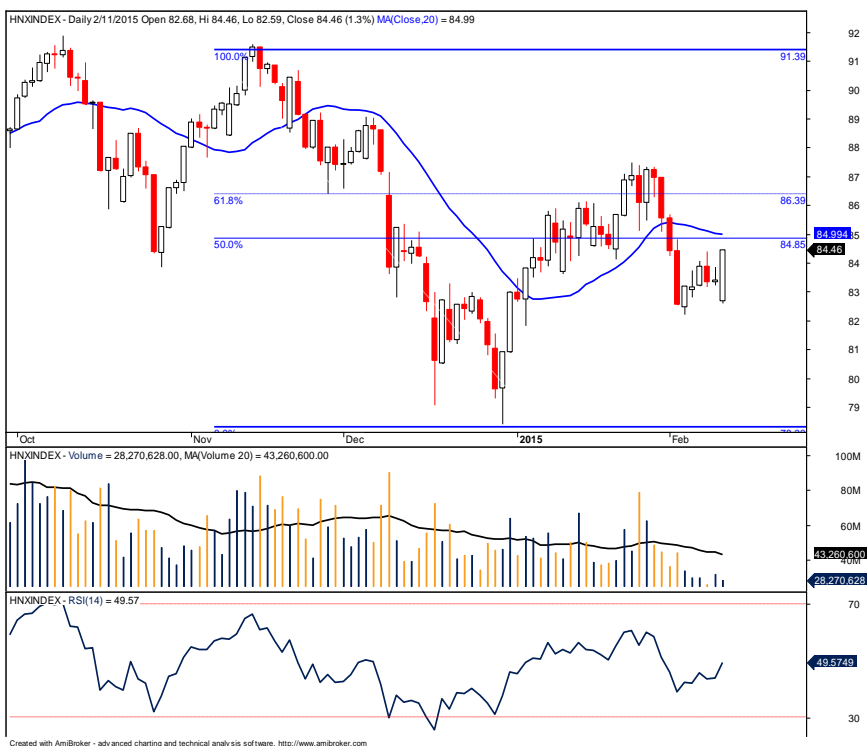 HNXINDEX - Daily 2/11/2015 Open 82.68, Hi 84.46, Lo 82.59, Close 84.46 (1.3%) MA(Close,20) = 84.99
92
100.0%
91.39
91
90
89
88
87
61.8%
86.39
86
84.994
85
50.0%
84.85
84.46
84
83
82
81
80
79
Oct
Nov
Dec
2015
Feb
HNXINDEX - Volume = 28,270,628.00, MA(Volume 20) = 43,260,600.00
100M
80M
60M
43,260,600
40M
28,270,628
HNXINDEX - RSI(14) = 49.57
70
49.5749
30
Created with AmiBroker - advanced charting and technical analysis software. http://www.amibroker.com